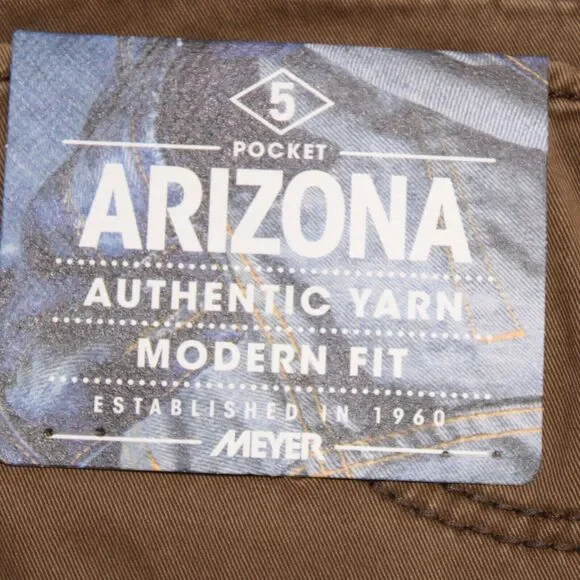 5
POCKET
ARIZONA
AUTHENTIC YARN
MODERN FIT
ESTABLISHED IN 1960
MEYER